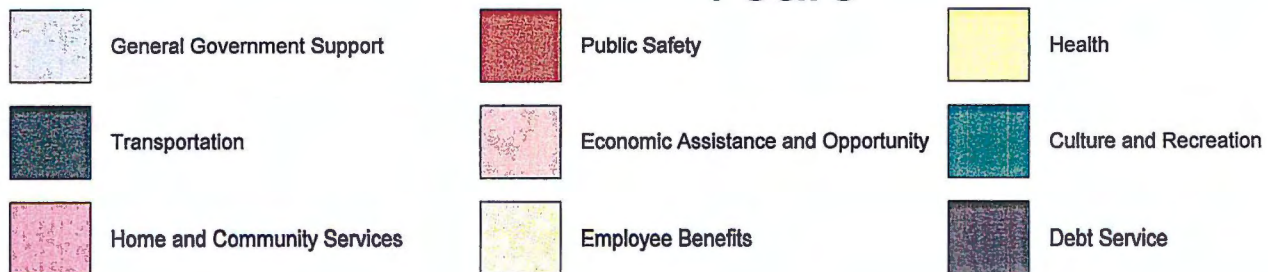 General Government Support
Public Safety
Health
Transportation
Economic Assistance and Opportunity
Culture and Recreation
Home and Community Services
Employee Benefits
Debt Service